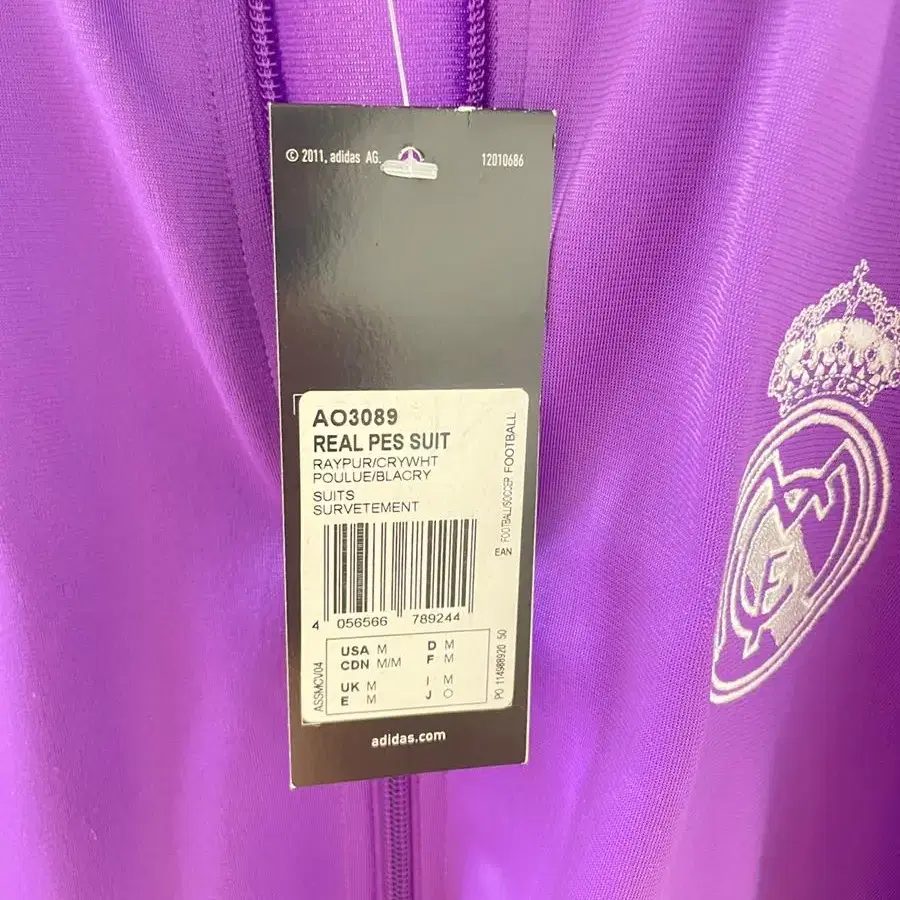 © 2011, adidas AG.
12010686
AO3089
REAL PES SUIT
RAYPUR/CRYWHT
POULUE/BLACRY
SUITS
SURVETEMENT
FOOTBALL/SOCCER FOOTBALL
EAN
4 056566 789244
USA M D M
CDN M/M F M
UK M I M
E M J O
ASSMCV04
PO 114988920 50
adidas.com